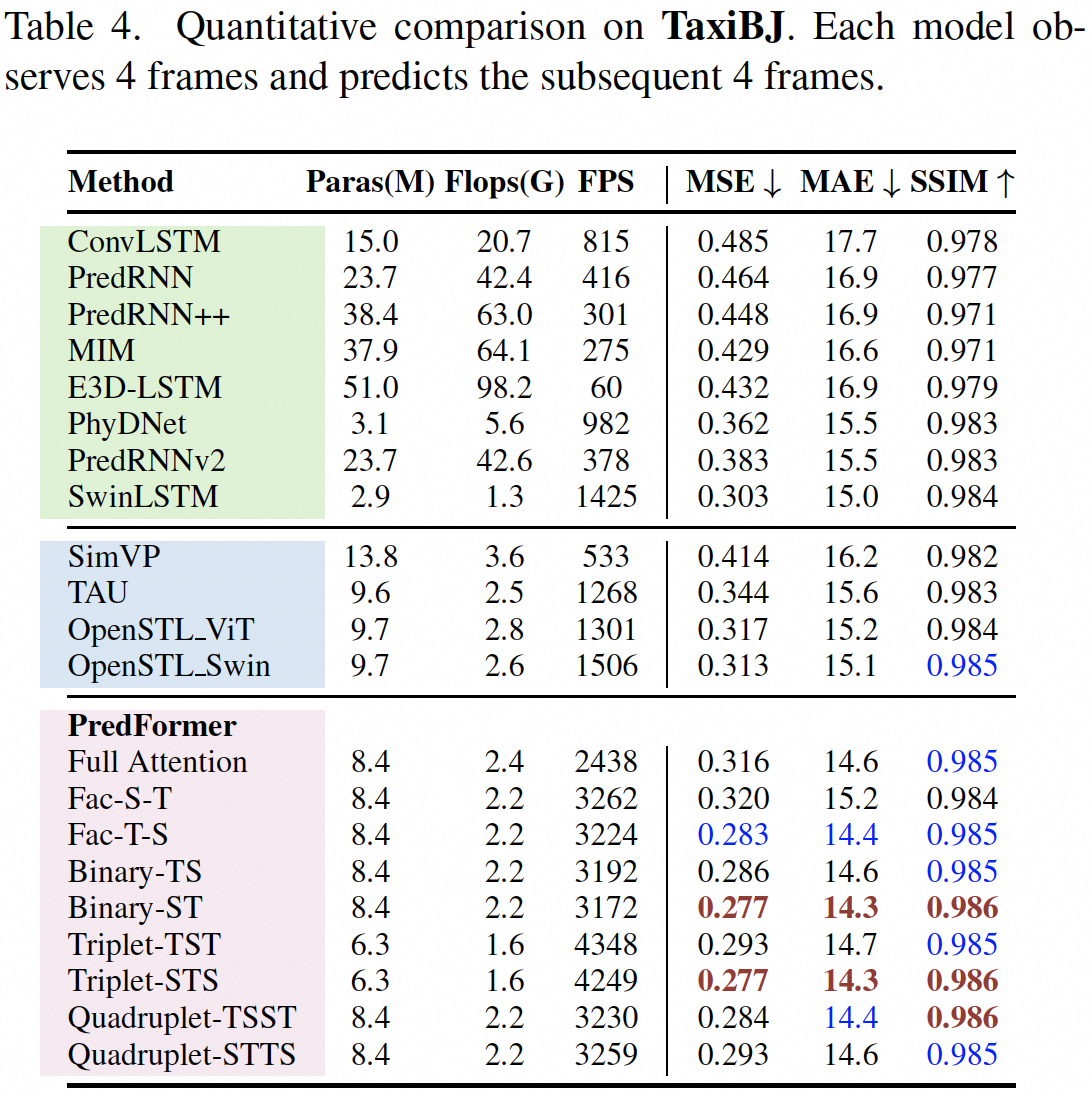 Table 4. Quantitative comparison on TaxiBJ. Each model ob-
serves 4 frames and predicts the subsequent 4 frames.
Method Paras(M) Flops(G) FPS MSE ↓ MAE ↓ SSIM ↑
ConvLSTM 15.0 20.7 815 0.485 17.7 0.978
PredRNN 23.7 42.4 416 0.464 16.9 0.977
PredRNN++ 38.4 63.0 301 0.448 16.9 0.971
MIM 37.9 64.1 275 0.429 16.6 0.971
E3D-LSTM 51.0 98.2 60 0.432 16.9 0.979
PhyDNet 3.1 5.6 982 0.362 15.5 0.983
PredRNNv2 23.7 42.6 378 0.383 15.5 0.983
SwinLSTM 2.9 1.3 1425 0.303 15.0 0.984
SimVP 13.8 3.6 533 0.414 16.2 0.982
TAU 9.6 2.5 1268 0.344 15.6 0.983
OpenSTL_ViT 9.7 2.8 1301 0.317 15.2 0.984
OpenSTL_Swin 9.7 2.6 1506 0.313 15.1 0.985
PredFormer
Full Attention 8.4 2.4 2438 0.316 14.6 0.985
Fac-S-T 8.4 2.2 3262 0.320 15.2 0.984
Fac-T-S 8.4 2.2 3224 0.283 14.4 0.985
Binary-TS 8.4 2.2 3192 0.286 14.6 0.985
Binary-ST 8.4 2.2 3172 0.277 14.3 0.986
Triplet-TST 6.3 1.6 4348 0.293 14.7 0.985
Triplet-STS 6.3 1.6 4249 0.277 14.3 0.986
Quadruplet-TSST 8.4 2.2 3230 0.284 14.4 0.986
Quadruplet-STTS 8.4 2.2 3259 0.293 14.6 0.985